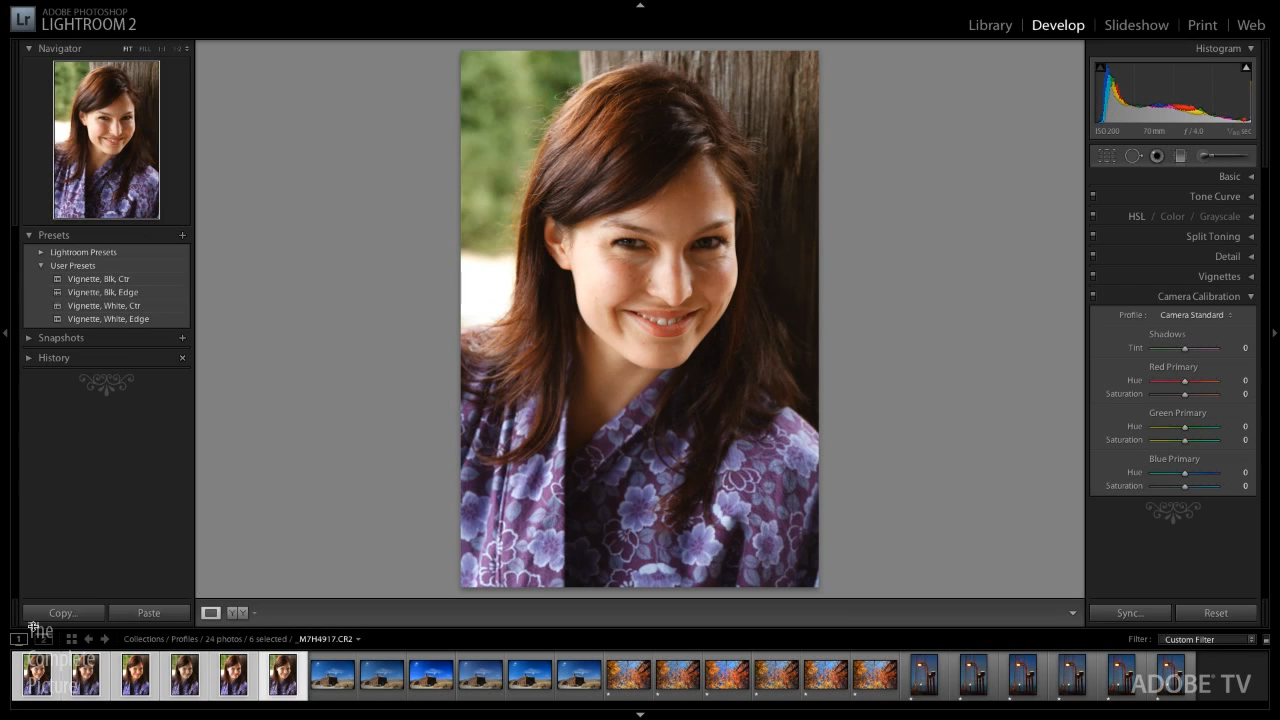 Lr
ADOBE PHOTOSHOP
LIGHTROOM 2
Library | Develop | Slideshow | Print | Web
Navigator FIT FILL 1:1
Histogram
ISO 200 70 mm f / 4.0 sec
Basic
Tone Curve
HSL / Color / Grayscale
Split Toning
Detail
Vignettes
Camera Calibration
Profile : Camera Standard
Shadows
Tint 0
Red Primary
Hue 0
Saturation 0
Green Primary
Hue 0
Saturation 0
Blue Primary
Hue 0
Saturation 0
Presets +
Lightroom Presets
User Presets
Vignette, Blk, Ctr
Vignette, Blk, Edge
Vignette, White, Ctr
Vignette, White, Edge
Snapshots +
History ×
Copy... Paste
Y Y
Sync... Reset
1 2 Collections / Profiles / 24 photos / 6 selected / _M7H4917.CR2
Filter : Custom Filter
The
Complete
Picture
ADOBE® TV